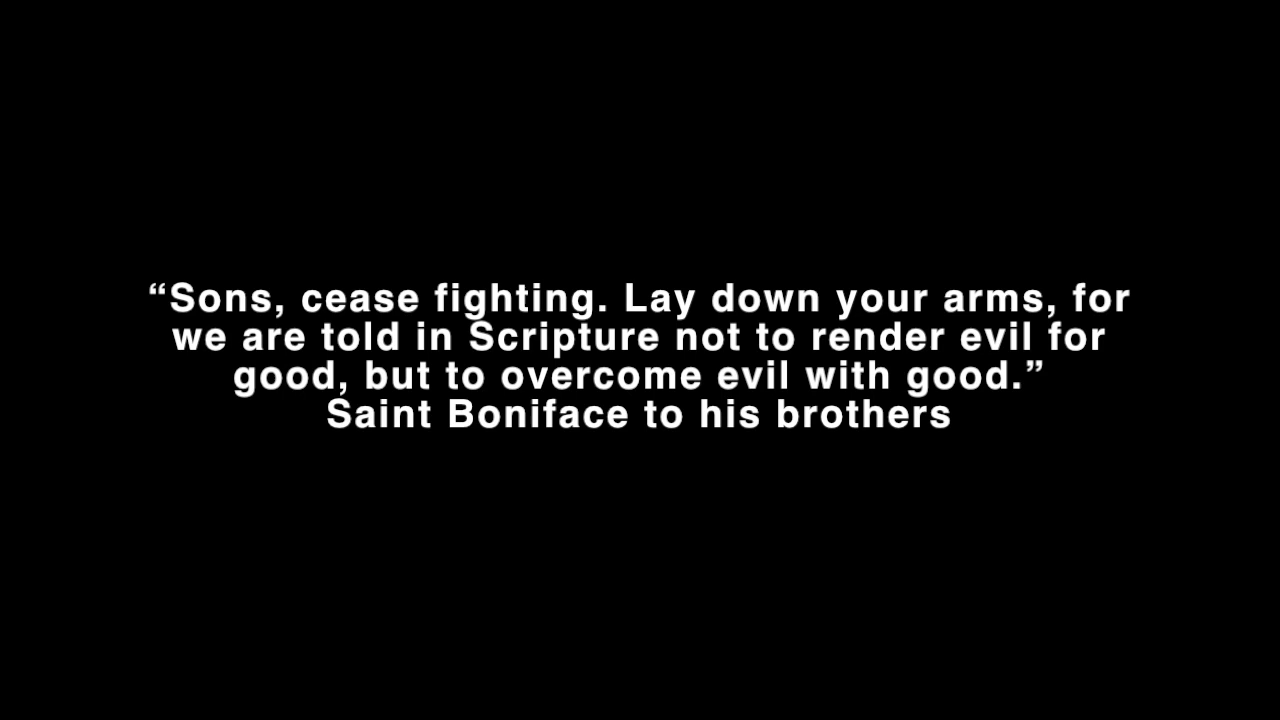 “Sons, cease fighting. Lay down your arms, for
we are told in Scripture not to render evil for
good, but to overcome evil with good.”
Saint Boniface to his brothers